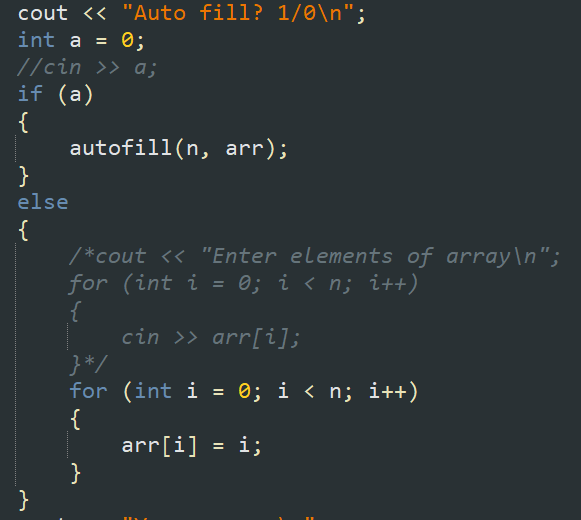 cout << "Auto fill? 1/0\n";
int a = 0;
//cin >> a;
if (a)
{
autofill(n, arr);
}
else
{
/*cout << "Enter elements of array\n";
for (int i = 0; i < n; i++)
{
cin >> arr[i];
}*/
for (int i = 0; i < n; i++)
{
arr[i] = i;
}
}